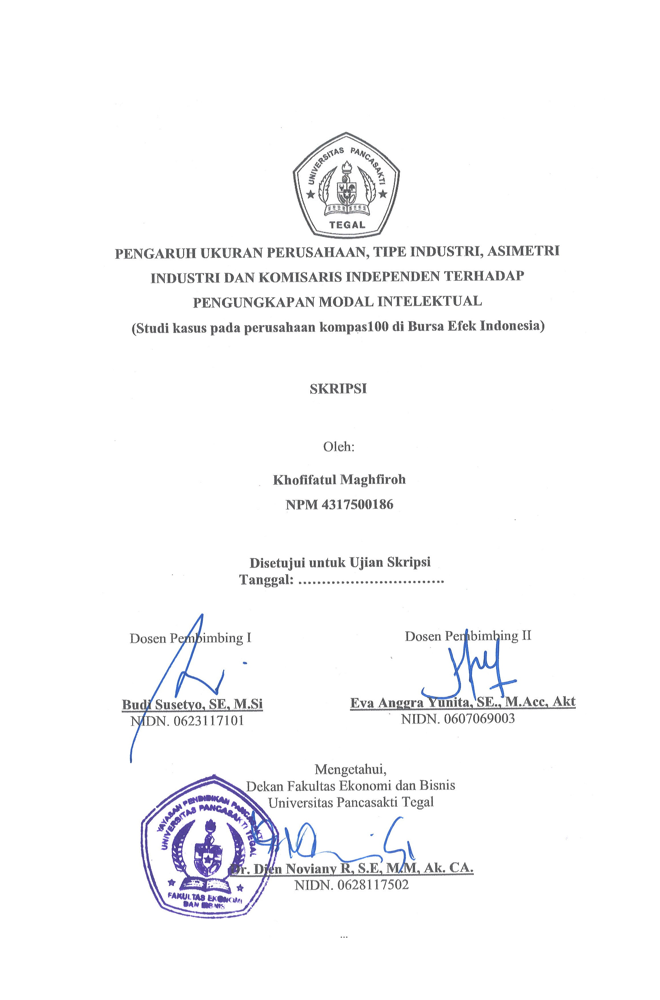 UNIVERSITAS PANCASAKTI
TEGAL
PENGARUH UKURAN PERUSAHAAN, TIPE INDUSTRI, ASIMETRI
INDUSTRI DAN KOMISARIS INDEPENDEN TERHADAP
PENGUNGKAPAN MODAL INTELEKTUAL
(Studi kasus pada perusahaan kompas100 di Bursa Efek Indonesia)
SKRIPSI
Oleh:
Khofifatul Maghfiroh
NPM 4317500186
Disetujui untuk Ujian Skripsi
Tanggal: ...............................
Dosen Pembimbing I
Dosen Pembimbing II
Budi Susetyo, SE, M.Si
NIDN. 0623117101
Eva Anggra Yunita, SE., M.Acc, Akt
NIDN. 0607069003
Mengetahui,
Dekan Fakultas Ekonomi dan Bisnis
Universitas Pancasakti Tegal
YAYASAN PENDIDIKAN PANCASAKTI
UNIVERSITAS PANCASAKTI TEGAL
FAKULTAS EKONOMI
DAN BISNIS
Dr. Dien Noviany R, S.E, M.M, Ak. CA.
NIDN. 0628117502
...